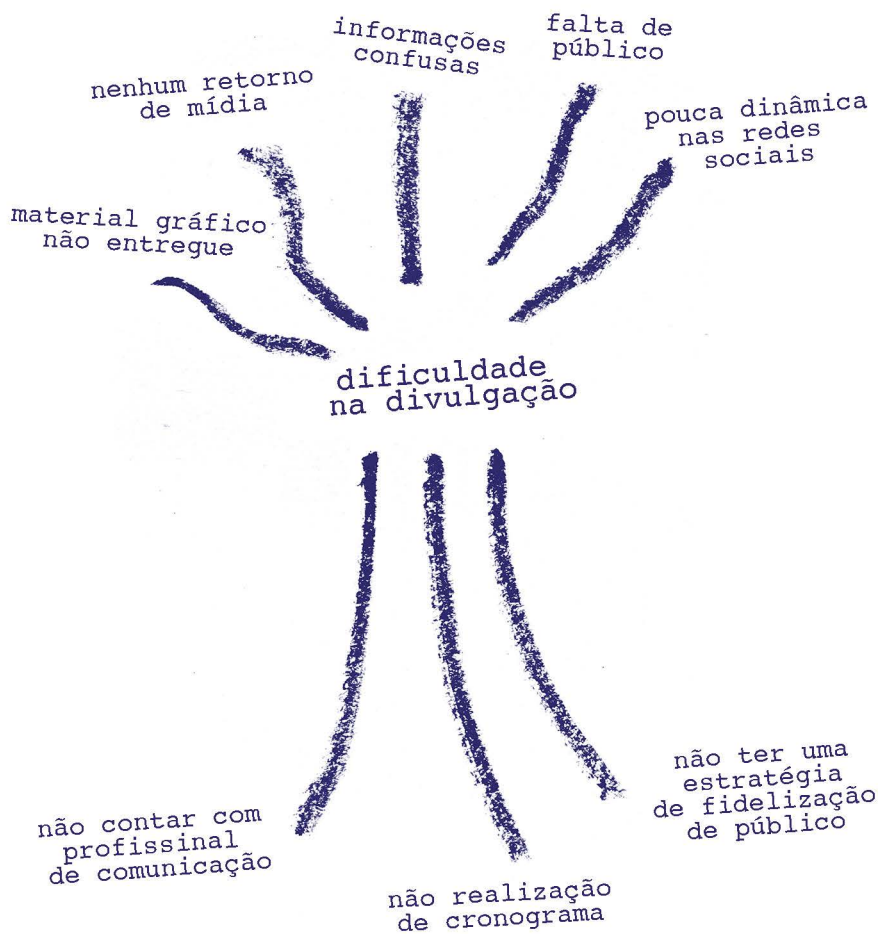 informações
confusas
falta de
público
nenhum retorno
de mídia
pouca dinâmica
nas redes
sociais
material gráfico
não entregue
dificuldade
na divulgação
não ter uma
estratégia
de fidelização
de público
não contar com
profissinal
de comunicação
não realização
de cronograma